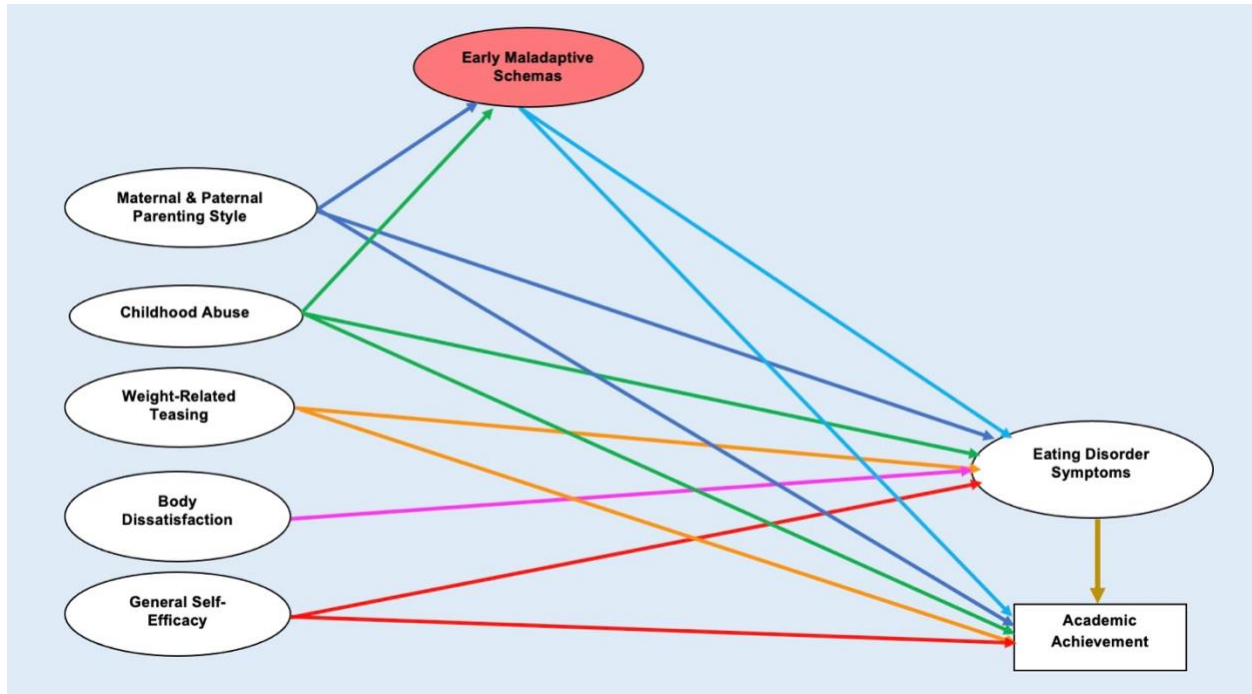 Early Maladaptive
Schemas
Maternal & Paternal
Parenting Style
Childhood Abuse
Weight-Related
Teasing
Body
Dissatisfaction
General Self-
Efficacy
Eating Disorder
Symptoms
Academic
Achievement